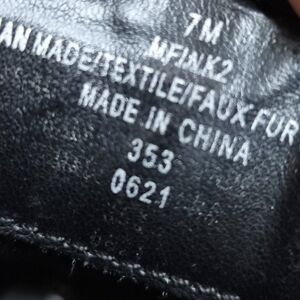 7M
MFINK2
MAN MADE/TEXTILE/FAUX FUR
MADE IN CHINA
353
0621